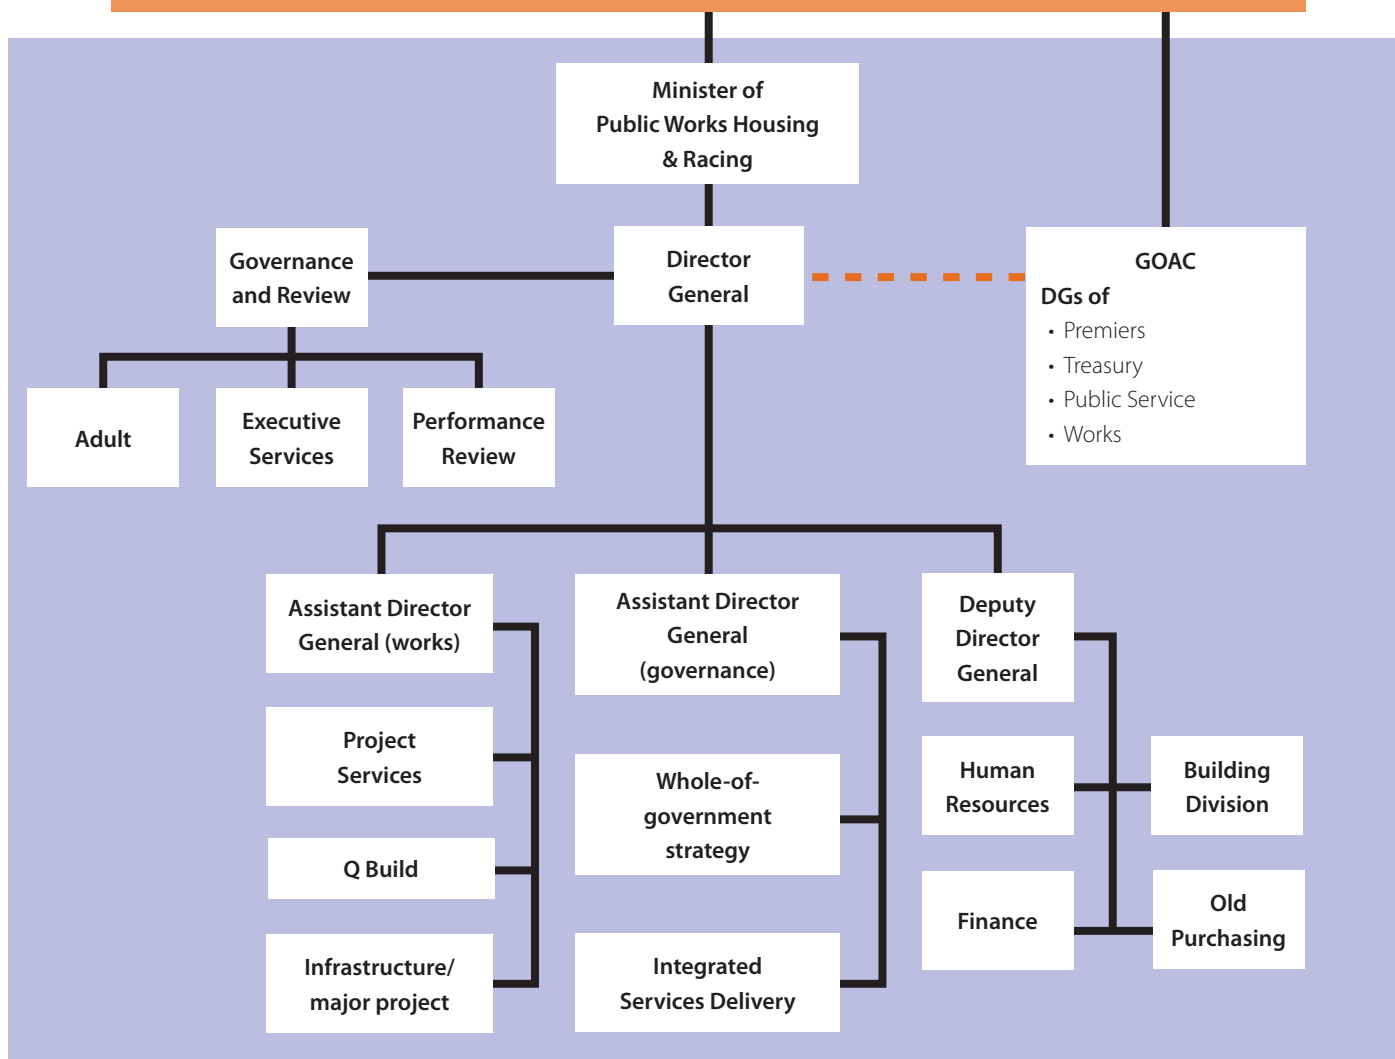 Minister of
Public Works Housing
& Racing
Governance
and Review
Director
General
GOAC
DGs of
• Premiers
• Treasury
• Public Service
• Works
Adult
Executive
Services
Performance
Review
Assistant Director
General (works)
Assistant Director
General
(governance)
Deputy
Director
General
Project
Services
Whole-of-
government
strategy
Human
Resources
Building
Division
Q Build
Finance
Old
Purchasing
Infrastructure/
major project
Integrated
Services Delivery